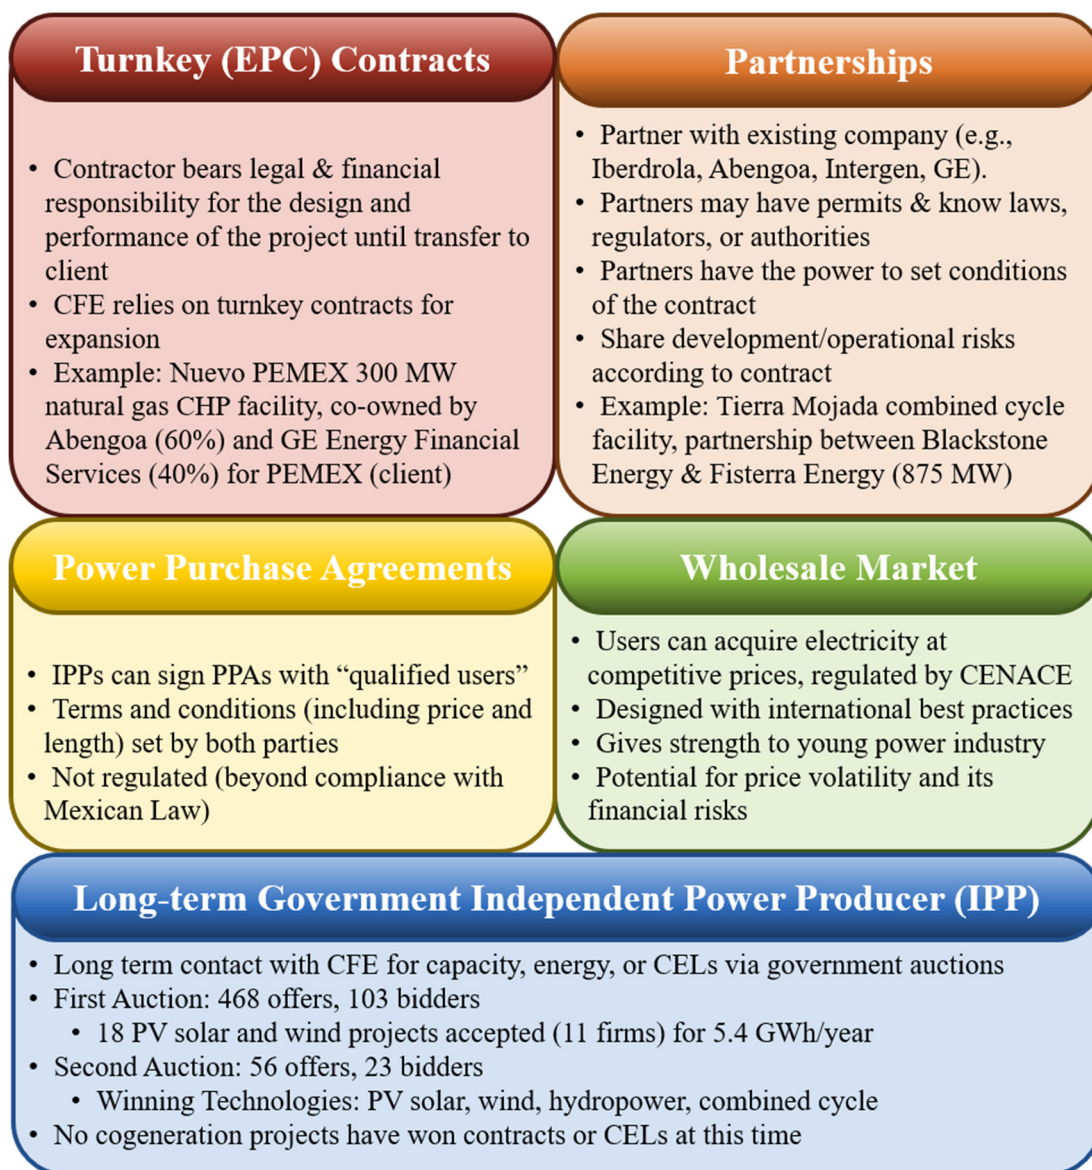 Turnkey (EPC) Contracts
• Contractor bears legal & financial
responsibility for the design and
performance of the project until transfer to
client
• CFE relies on turnkey contracts for
expansion
• Example: Nuevo PEMEX 300 MW
natural gas CHP facility, co-owned by
Abengoa (60%) and GE Energy Financial
Services (40%) for PEMEX (client)
Partnerships
• Partner with existing company (e.g.,
Iberdrola, Abengoa, Intergen, GE).
• Partners may have permits & know laws,
regulators, or authorities
• Partners have the power to set conditions
of the contract
• Share development/operational risks
according to contract
• Example: Tierra Mojada combined cycle
facility, partnership between Blackstone
Energy & Fisterra Energy (875 MW)
Power Purchase Agreements
• IPPs can sign PPAs with “qualified users”
• Terms and conditions (including price and
length) set by both parties
• Not regulated (beyond compliance with
Mexican Law)
Wholesale Market
• Users can acquire electricity at
competitive prices, regulated by CENACE
• Designed with international best practices
• Gives strength to young power industry
• Potential for price volatility and its
financial risks
Long-term Government Independent Power Producer (IPP)
• Long term contact with CFE for capacity, energy, or CELs via government auctions
• First Auction: 468 offers, 103 bidders
• 18 PV solar and wind projects accepted (11 firms) for 5.4 GWh/year
• Second Auction: 56 offers, 23 bidders
• Winning Technologies: PV solar, wind, hydropower, combined cycle
• No cogeneration projects have won contracts or CELs at this time